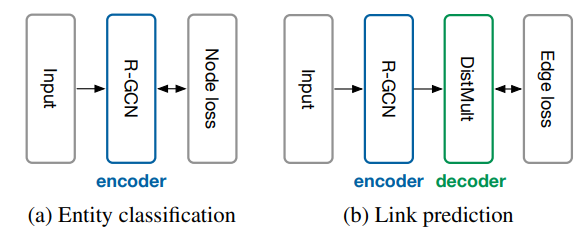 Input
R-GCN
Node loss
encoder
(a) Entity classification
Input
R-GCN
DistMult
Edge loss
encoder decoder
(b) Link prediction